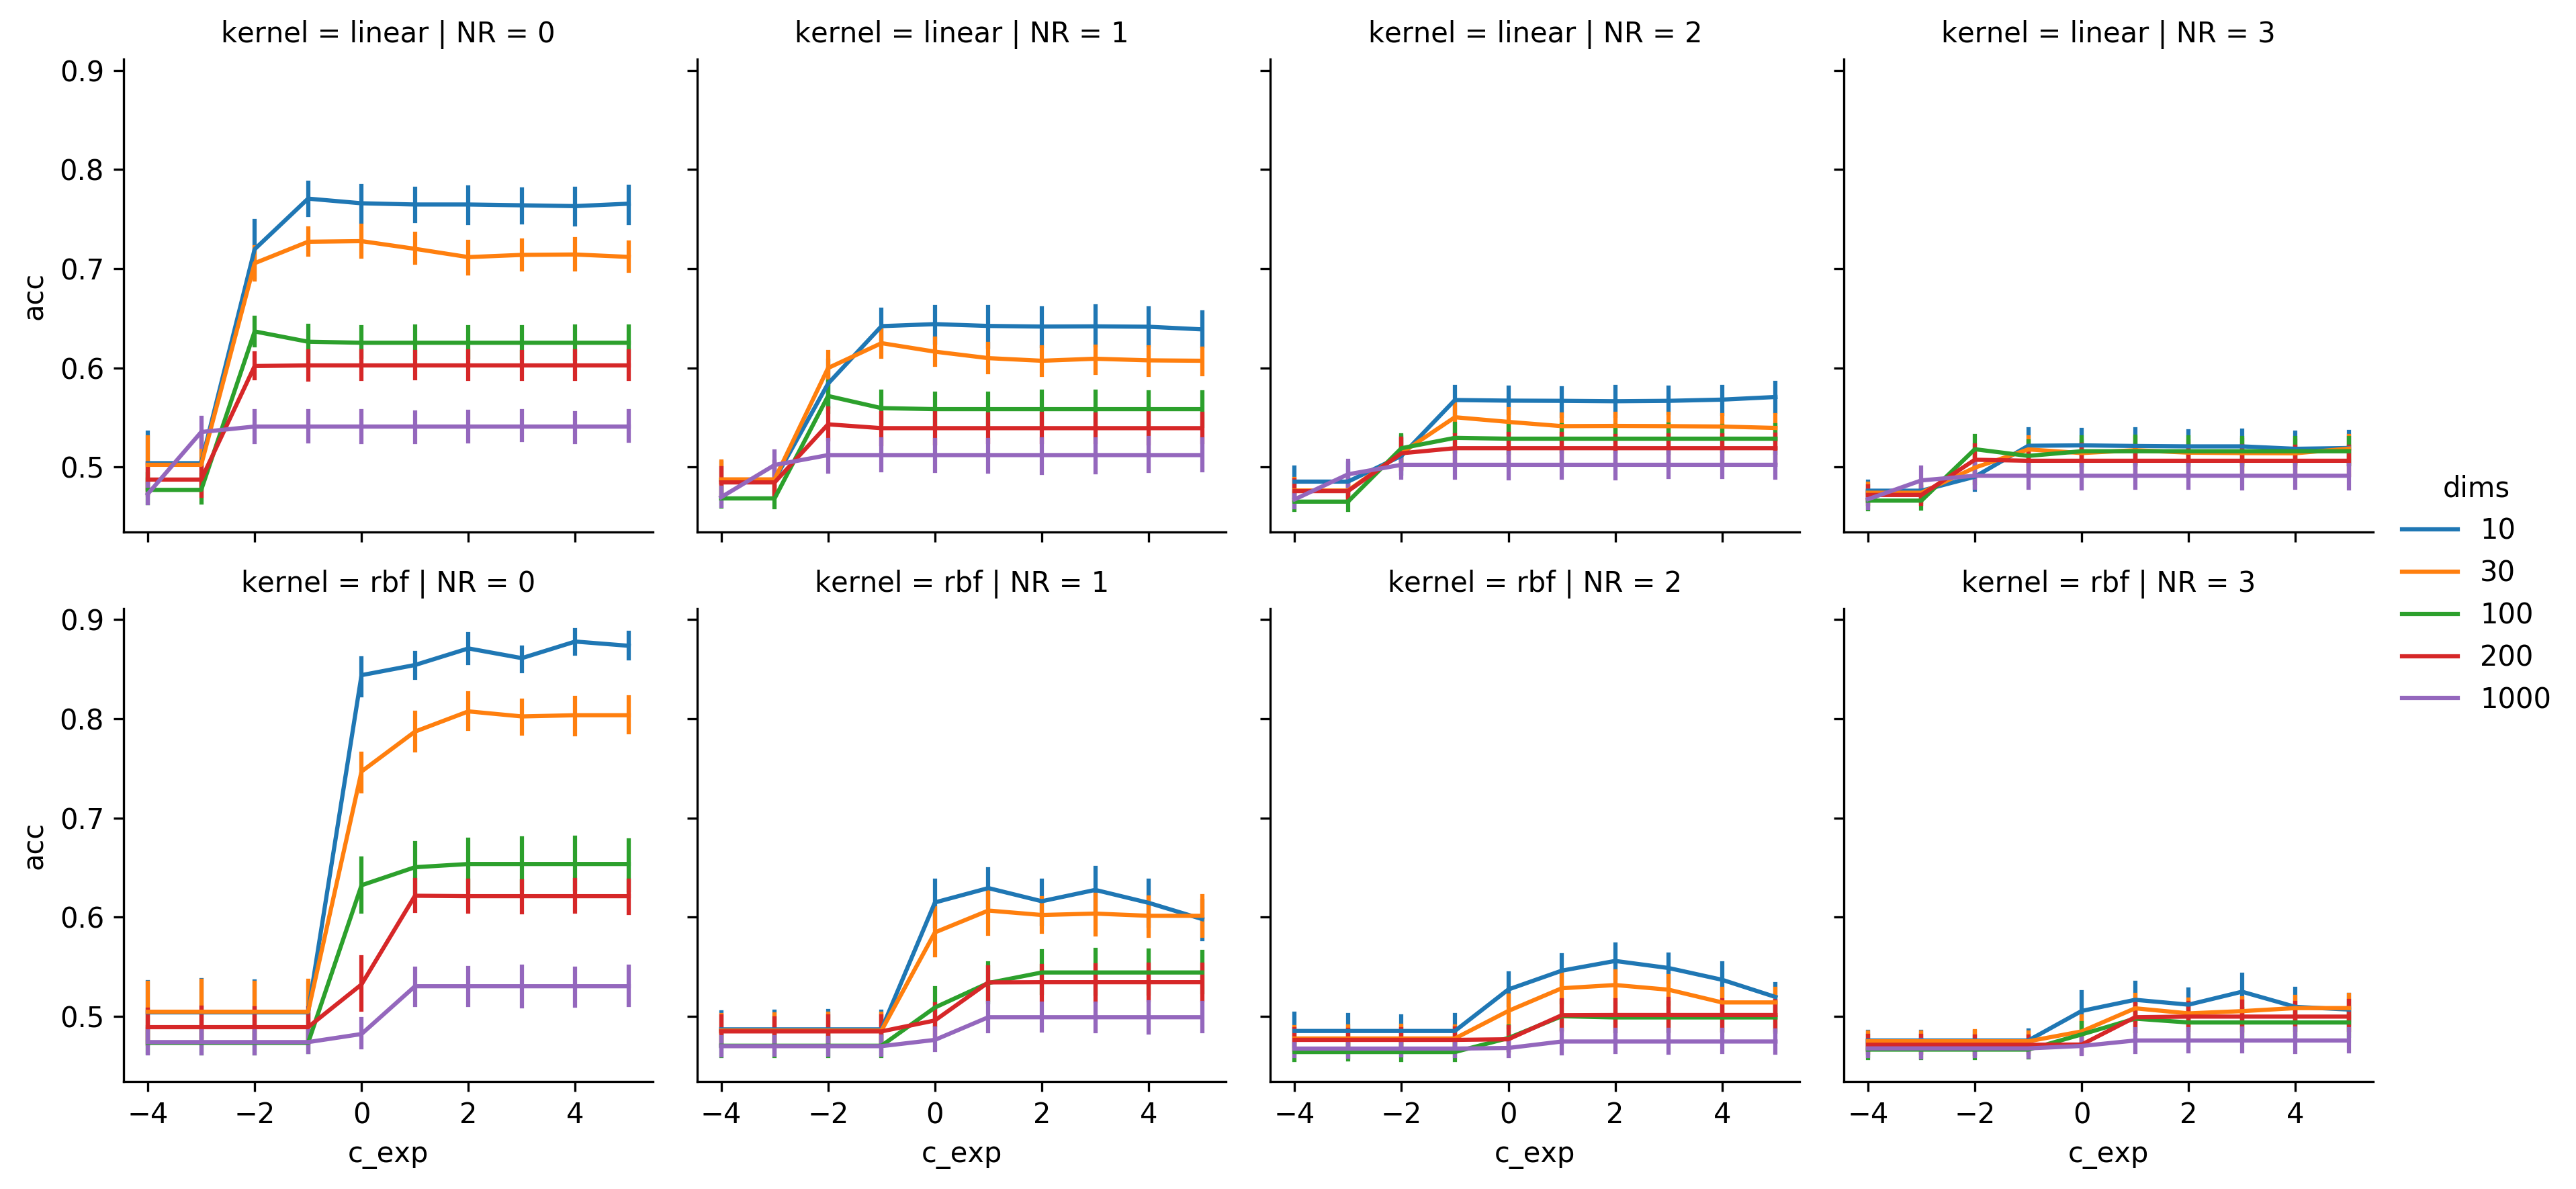 kernel = linear | NR = 0
kernel = linear | NR = 1
kernel = linear | NR = 2
kernel = linear | NR = 3
0.9
0.8
0.7
0.6
0.5
acc
kernel = rbf | NR = 0
kernel = rbf | NR = 1
kernel = rbf | NR = 2
kernel = rbf | NR = 3
0.9
0.8
0.7
0.6
0.5
acc
−4 −2 0 2 4
−4 −2 0 2 4
−4 −2 0 2 4
−4 −2 0 2 4
c_exp
c_exp
c_exp
c_exp
dims
10
30
100
200
1000